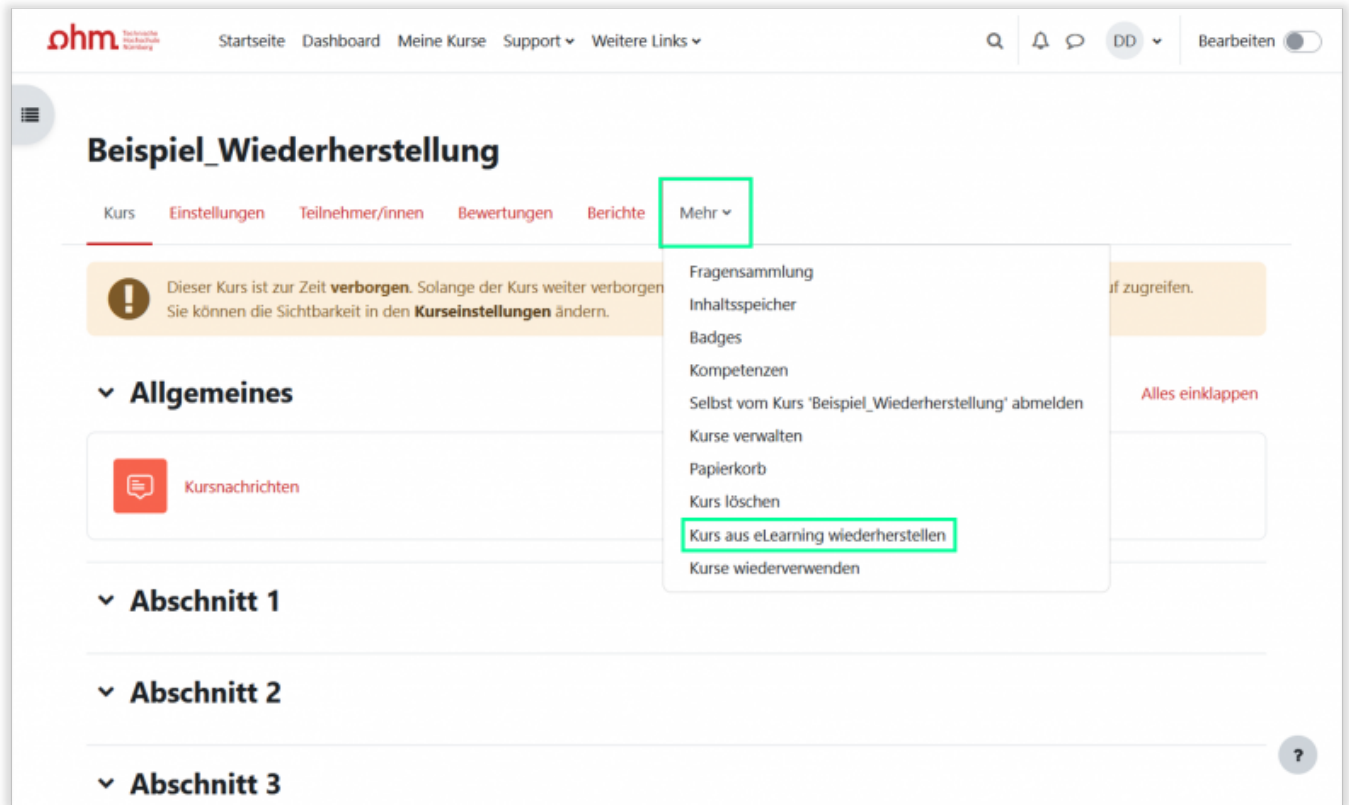 ohm Technische Hochschule Nürnberg
Startseite Dashboard Meine Kurse Support Weitere Links DD Bearbeiten
Beispiel_Wiederherstellung
Kurs Einstellungen Teilnehmer/innen Bewertungen Berichte Mehr
Dieser Kurs ist zur Zeit verborgen. Solange der Kurs weiter verborgen
uf zugreifen.
Sie können die Sichtbarkeit in den Kurseinstellungen ändern.
Fragensammlung
Inhaltsspeicher
Badges
Kompetenzen
Selbst vom Kurs 'Beispiel_Wiederherstellung' abmelden
Kurse verwalten
Papierkorb
Kurs löschen
Kurs aus eLearning wiederherstellen
Kurse wiederverwenden
Allgemeines
Alles einklappen
Kursnachrichten
Abschnitt 1
Abschnitt 2
Abschnitt 3
?